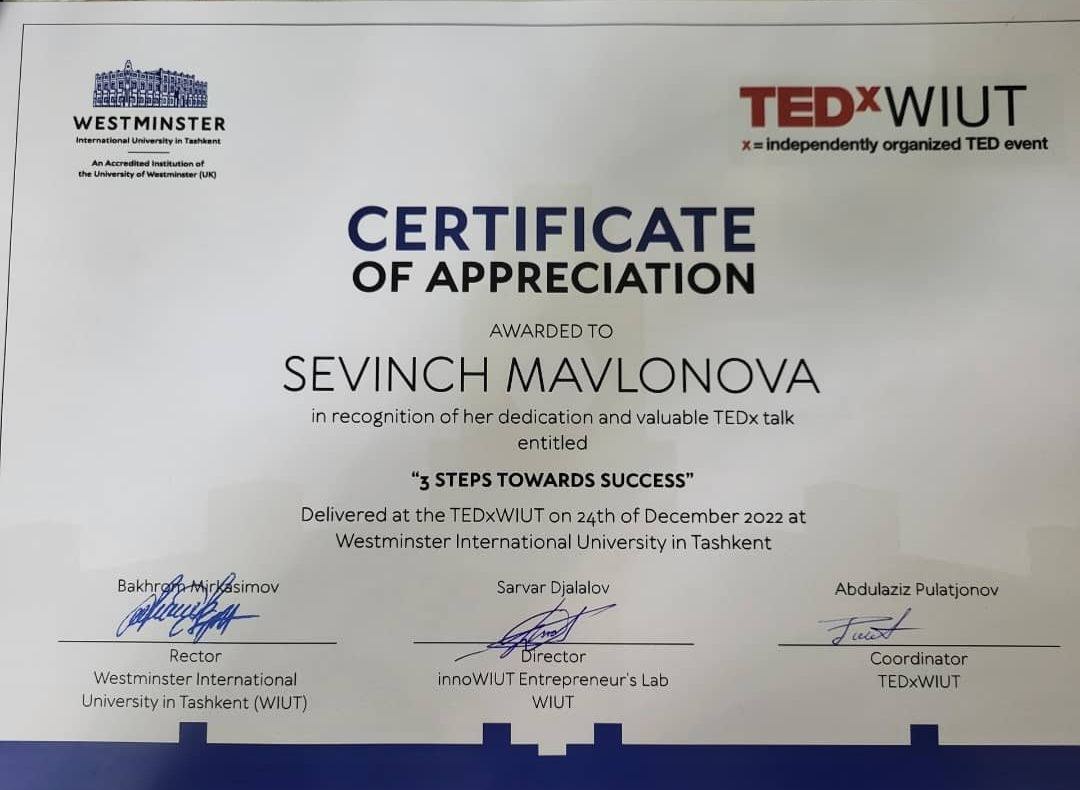 WESTMINSTER
International University in Tashkent
An Accredited Institution of
the University of Westminster (UK)
TEDxWIUT
x = independently organized TED event
CERTIFICATE
OF APPRECIATION
AWARDED TO
SEVINCH MAVLONOVA
in recognition of her dedication and valuable TEDx talk
entitled
“3 STEPS TOWARDS SUCCESS”
Delivered at the TEDxWIUT on 24th of December 2022 at
Westminster International University in Tashkent
Bakhrom Mirkasimov
Rector
Westminster International
University in Tashkent (WIUT)
Sarvar Djalalov
Director
innoWIUT Entrepreneur's Lab
WIUT
Abdulaziz Pulatjonov
Coordinator
TEDxWIUT